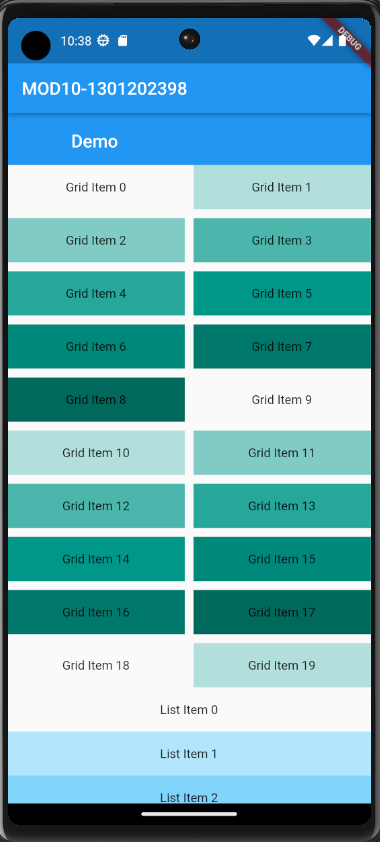 10:38
DEBUG
MOD10-1301202398
Demo
Grid Item 0
Grid Item 1
Grid Item 2
Grid Item 3
Grid Item 4
Grid Item 5
Grid Item 6
Grid Item 7
Grid Item 8
Grid Item 9
Grid Item 10
Grid Item 11
Grid Item 12
Grid Item 13
Grid Item 14
Grid Item 15
Grid Item 16
Grid Item 17
Grid Item 18
Grid Item 19
List Item 0
List Item 1
List Item 2